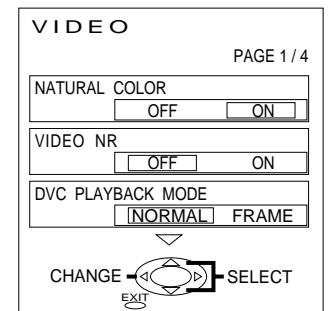 VIDEO
PAGE 1 / 4
NATURAL COLOR
OFF ON
VIDEO NR
OFF ON
DVC PLAYBACK MODE
NORMAL FRAME
CHANGE SELECT
EXIT